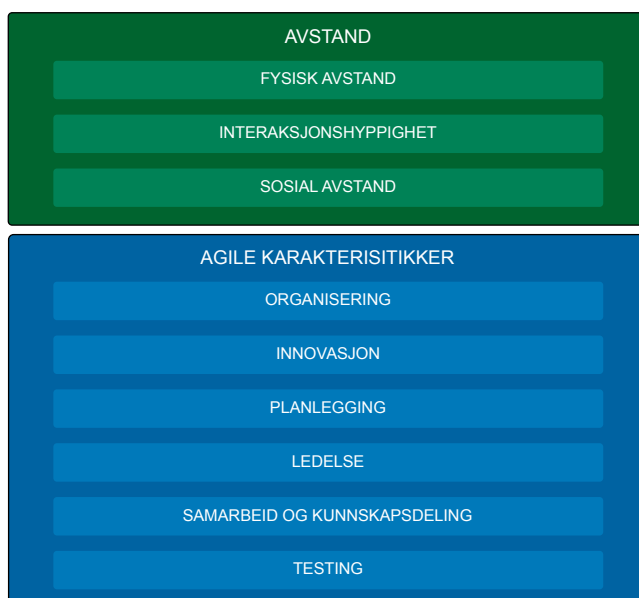 AVSTAND
FYSISK AVSTAND
INTERAKSJONSHYPPIGHET
SOSIAL AVSTAND
AGILE KARAKTERISITIKKER
ORGANISERING
INNOVASJON
PLANLEGGING
LEDELSE
SAMARBEID OG KUNNSKAPSDELING
TESTING